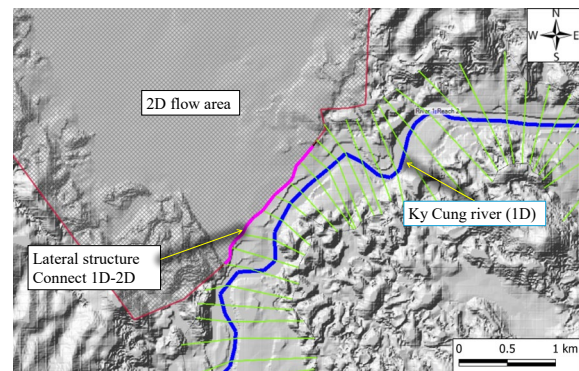 N
W E
S
2D flow area
River 1 Reach 2
Ky Cung river (1D)
Lateral structure
Connect 1D-2D
0 0.5 1 km